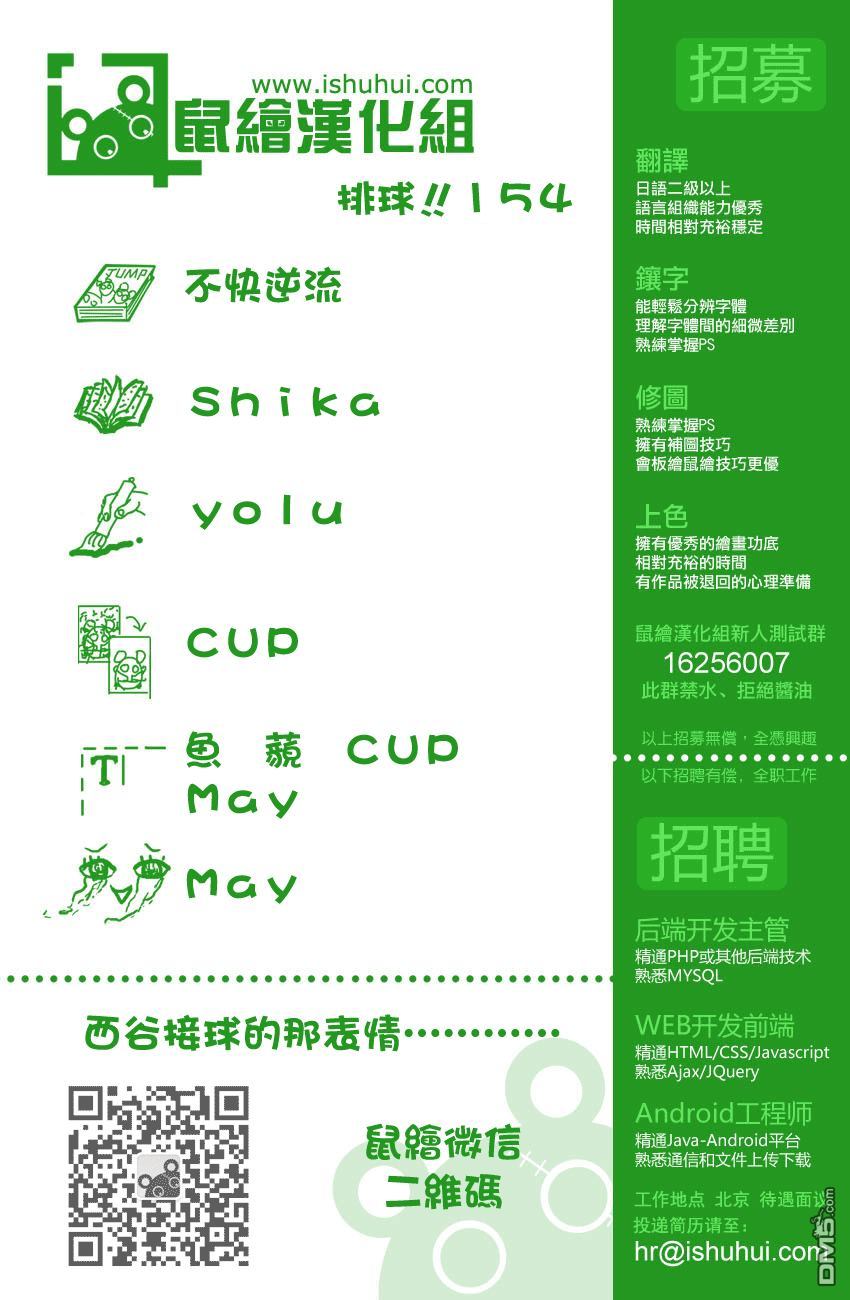 www.ishuhui.com
鼠繪漢化組
排球!!154
JUMP
不快逆流
Shika
yolu
CUP
T
魚 蘋 CUP
May
May
西谷接球的那表情…………
鼠繪微信
二維碼
招募
翻譯
日語二級以上
語言組織能力優秀
時間相對充裕穩定
鑲字
能輕鬆分辨字體
理解字體間的細微差別
熟練掌握PS
修圖
熟練掌握PS
擁有補圖技巧
會板繪鼠繪技巧更優
上色
擁有優秀的繪畫功底
相對充裕的時間
有作品被退回的心理準備
鼠繪漢化組新人測試群
16256007
此群禁水、拒絕醬油
以上招募無償，全憑興趣
以下招聘有偿，全职工作
招聘
后端开发主管
精通PHP或其他后端技术
熟悉MYSQL
WEB开发前端
精通HTML/CSS/Javascript
熟悉Ajax/JQuery
Android工程师
精通Java-Android平台
熟悉通信和文件上传下载
工作地点 北京 待遇面议
投递简历请至：
hr@ishuhui.com
DM5.com